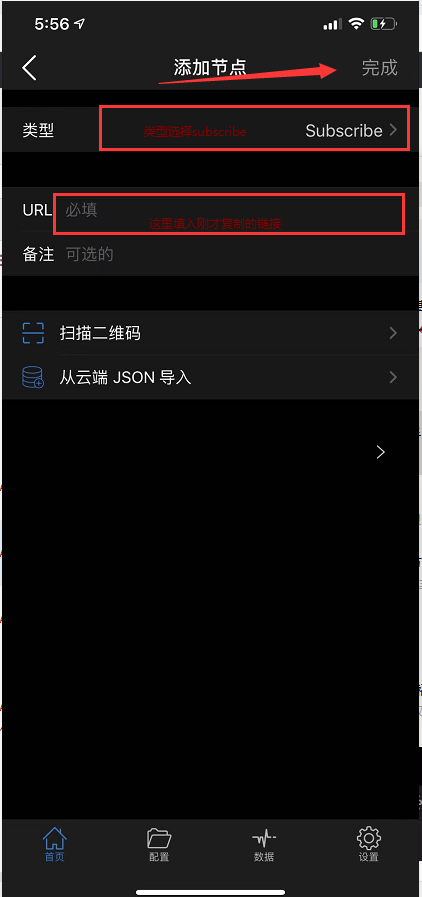 5:56
添加节点
完成
类型
类型选择subscribe
Subscribe
URL
必填
这里输入刚才复制的链接
备注
可选的
扫描二维码
从云端 JSON 导入
首页
配置
数据
设置